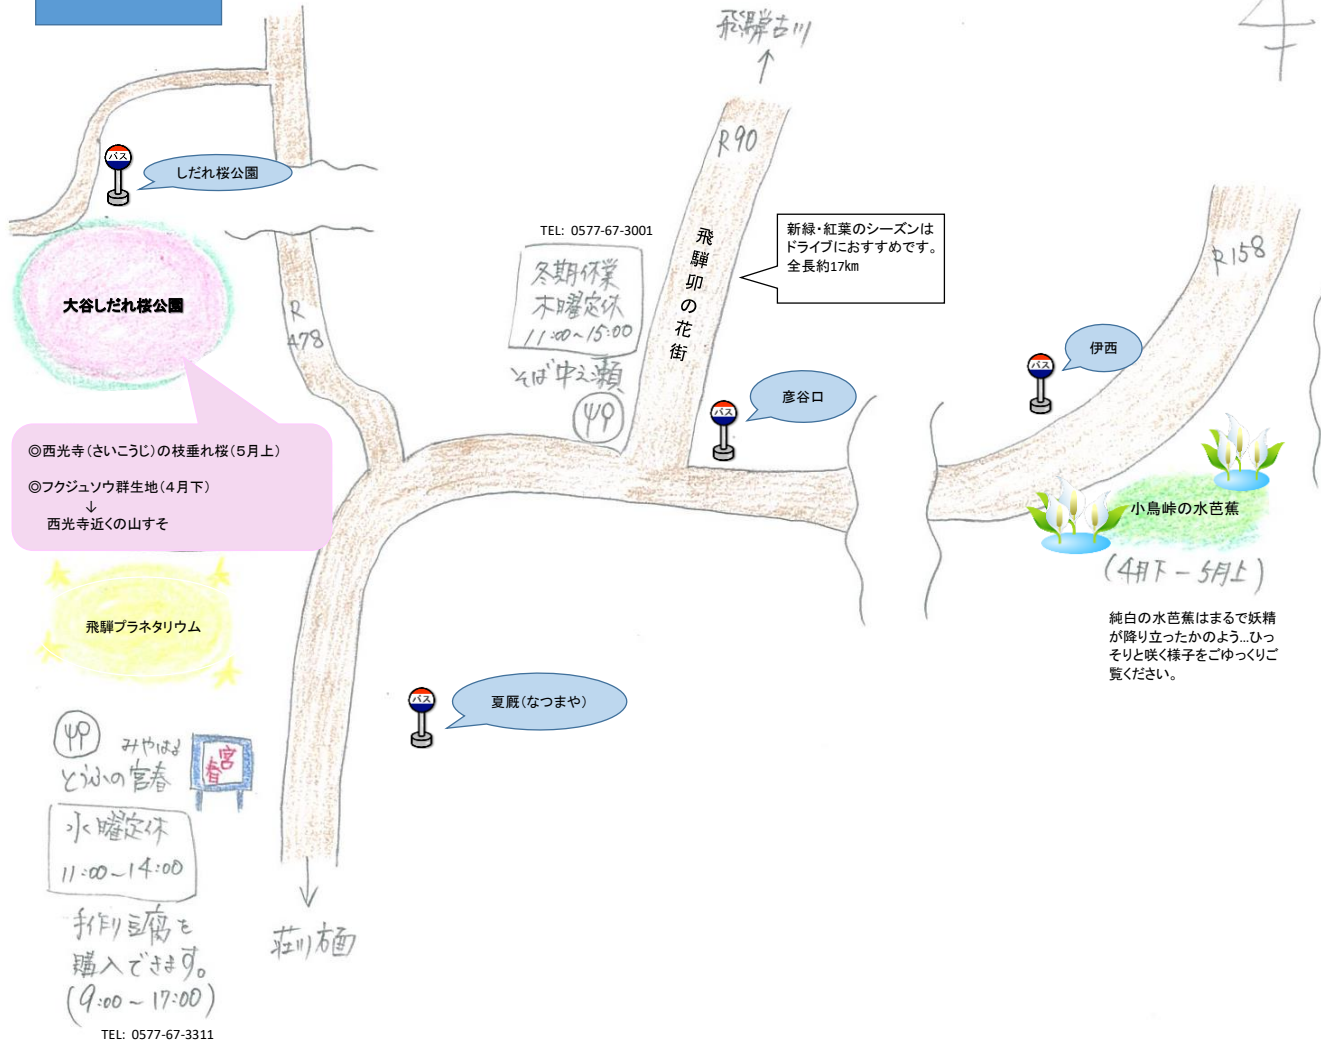 飛騨古川
↑
R90
バス
しだれ桜公園
TEL: 0577-67-3001
冬期休業
木曜定休
11:00~15:00
そば 中之瀬
飛騨卯の花街
新緑・紅葉のシーズンは
ドライブにおすすめです。
全長約17km
R158
大谷しだれ桜公園
R
478
バス
伊西
バス
彦谷口
◎西光寺(さいこうじ)の枝垂れ桜(5月上)
◎フクジュソウ群生地(4月下)
↓
西光寺近くの山すそ
小鳥峠の水芭蕉
(4月下-5月上)
純白の水芭蕉はまるで妖精
が降り立ったかのよう…ひっ
そりと咲く様子をごゆっくりご
覧ください。
飛騨プラネタリウム
バス
夏厩(なつまや)
みやはる
とうふの宮春
宮春
水曜定休
11:00~14:00
手作り豆腐を
購入できます。
(9:00~17:00)
TEL: 0577-67-3311
↓
荘川方面